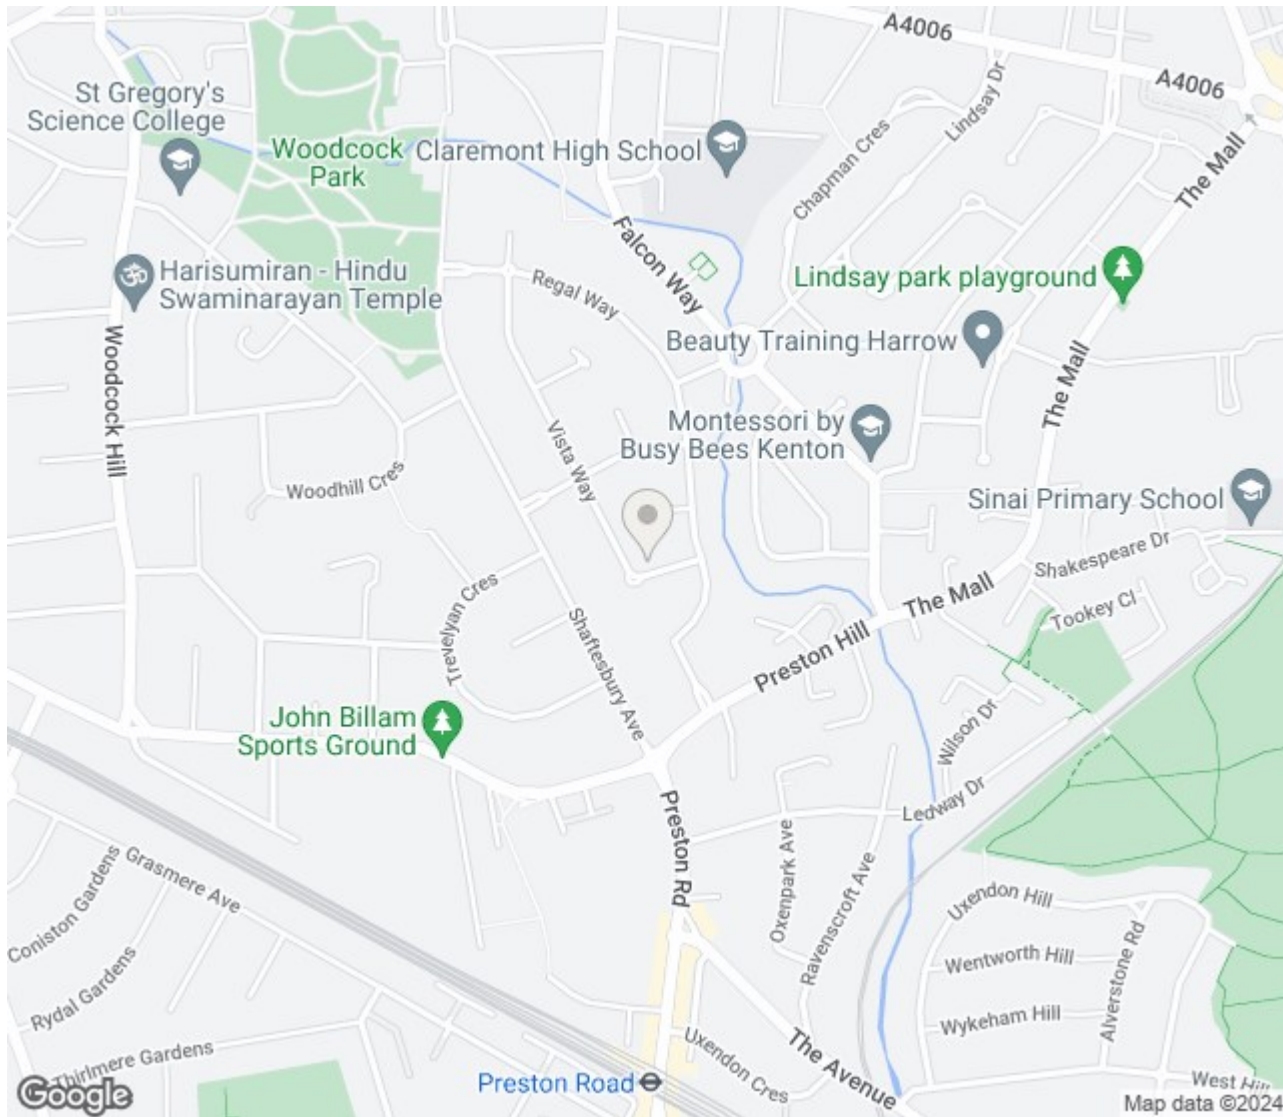 A4006
A4006
Lindsay Dr
St Gregory's
Science College
Woodcock
Park
Claremont High School
Chapman Cres
The Mall
Falcon Way
Harisumiran - Hindu
Swaminarayan Temple
Lindsay park playground
Regal Way
Beauty Training Harrow
Woodcock Hill
The Mall
Montessori by
Busy Bees Kenton
Vista Way
Woodhill Cres
Sinai Primary School
Shakespeare Dr
Trevelyan Cres
The Mall
Tookey Cl
Shaftesbury Ave
Preston Hill
John Billam
Sports Ground
Wilson Dr
Ledway Dr
Preston Rd
Oxenpark Ave
Ravenscroft Ave
Grasmere Ave
Coniston Gardens
Uxendon Hill
Wentworth Hill
Alverstone Rd
Rydal Gardens
Wykeham Hill
Thirlmere Gardens
Uxendon Cres
The Avenue
Preston Road
West Hill
Google
Map data ©2024